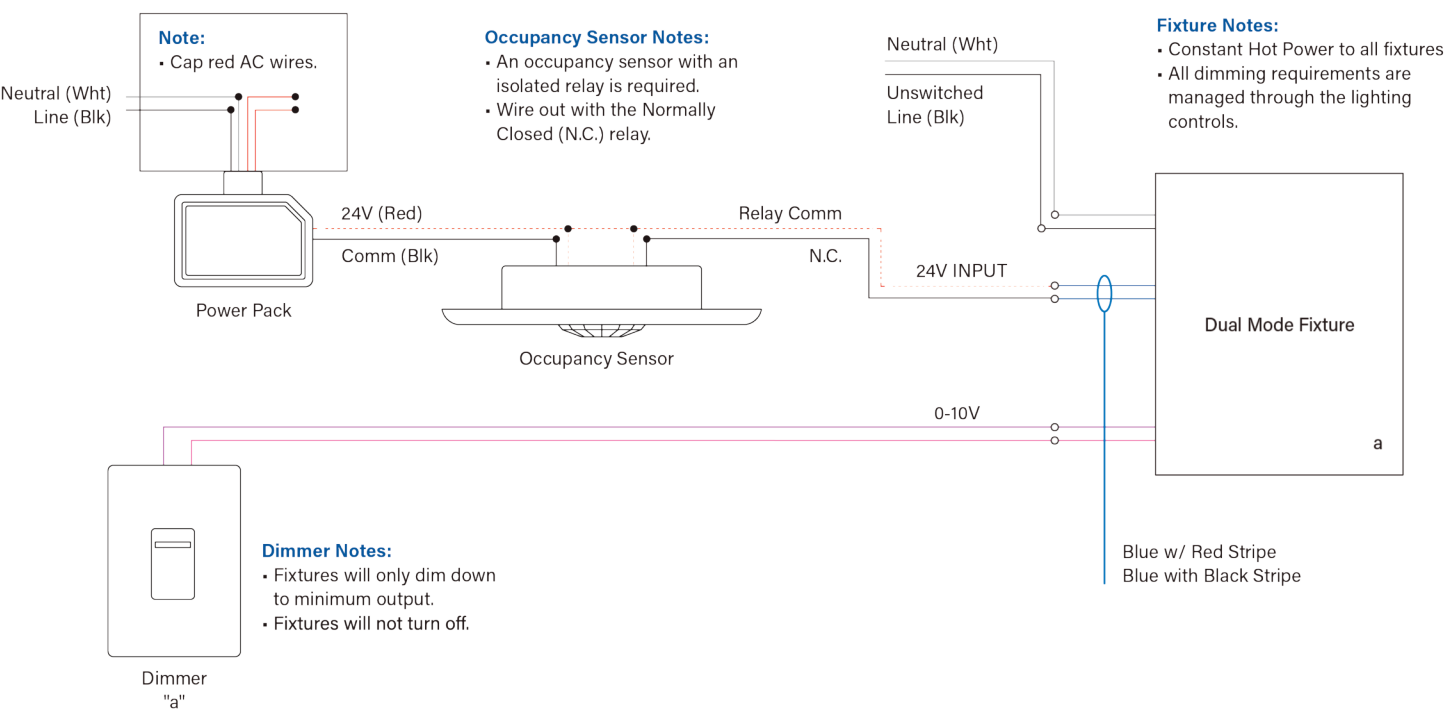 Note:
▪ Cap red AC wires.
Neutral (Wht)
Line (Blk)
Occupancy Sensor Notes:
▪ An occupancy sensor with an
isolated relay is required.
▪ Wire out with the Normally
Closed (N.C.) relay.
Neutral (Wht)
Unswitched
Line (Blk)
Fixture Notes:
▪ Constant Hot Power to all fixtures
▪ All dimming requirements are
managed through the lighting
controls.
24V (Red)
Comm (Blk)
Power Pack
Relay Comm
N.C.
24V INPUT
Occupancy Sensor
Dual Mode Fixture
a
0-10V
Dimmer Notes:
▪ Fixtures will only dim down
to minimum output.
▪ Fixtures will not turn off.
Blue w/ Red Stripe
Blue with Black Stripe
Dimmer
"a"